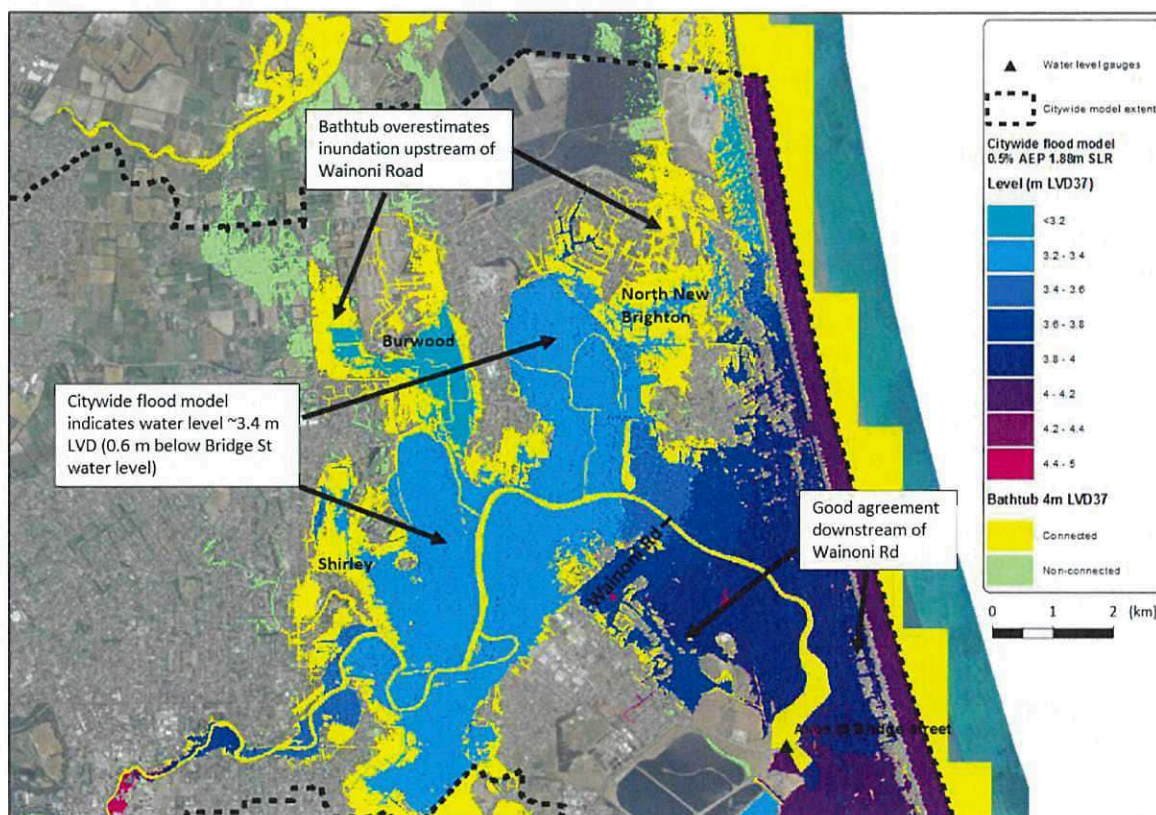 Bathtub overestimates
inundation upstream of
Wainoni Road
North New
Brighton
Burwood
Citywide flood model
indicates water level ~3.4 m
LVD (0.6 m below Bridge St
water level)
Good agreement
downstream of
Wainoni Rd
Shirley
Wainoni Rd
Avon at Bridge Street
Water level gauges
Citywide model extent
Citywide flood model
0.5% AEP 1.88m SLR
Level (m LVD37)
<3.2
3.2 - 3.4
3.4 - 3.6
3.6 - 3.8
3.8 - 4
4 - 4.2
4.2 - 4.4
4.4 - 5
Bathtub 4m LVD37
Connected
Non-connected
0 1 2 (km)